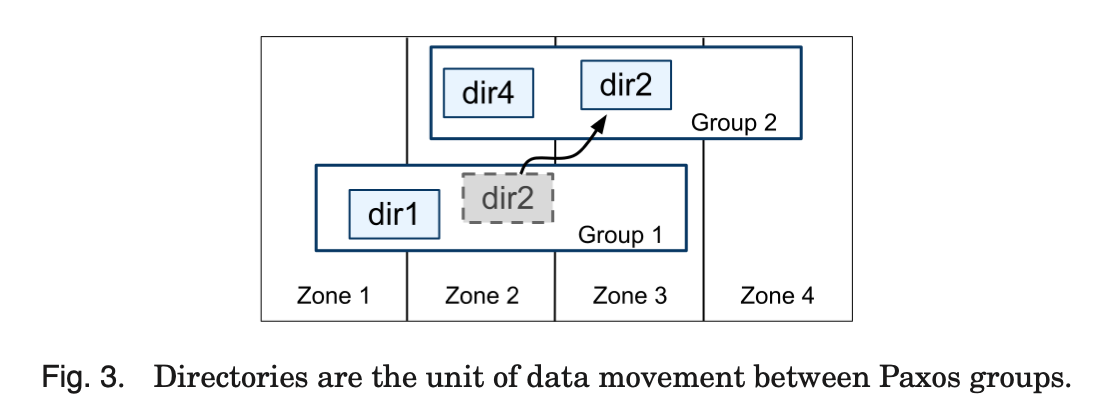 dir4
dir2
Group 2
dir1
dir2
Group 1
Zone 1 Zone 2 Zone 3 Zone 4
Fig. 3. Directories are the unit of data movement between Paxos groups.